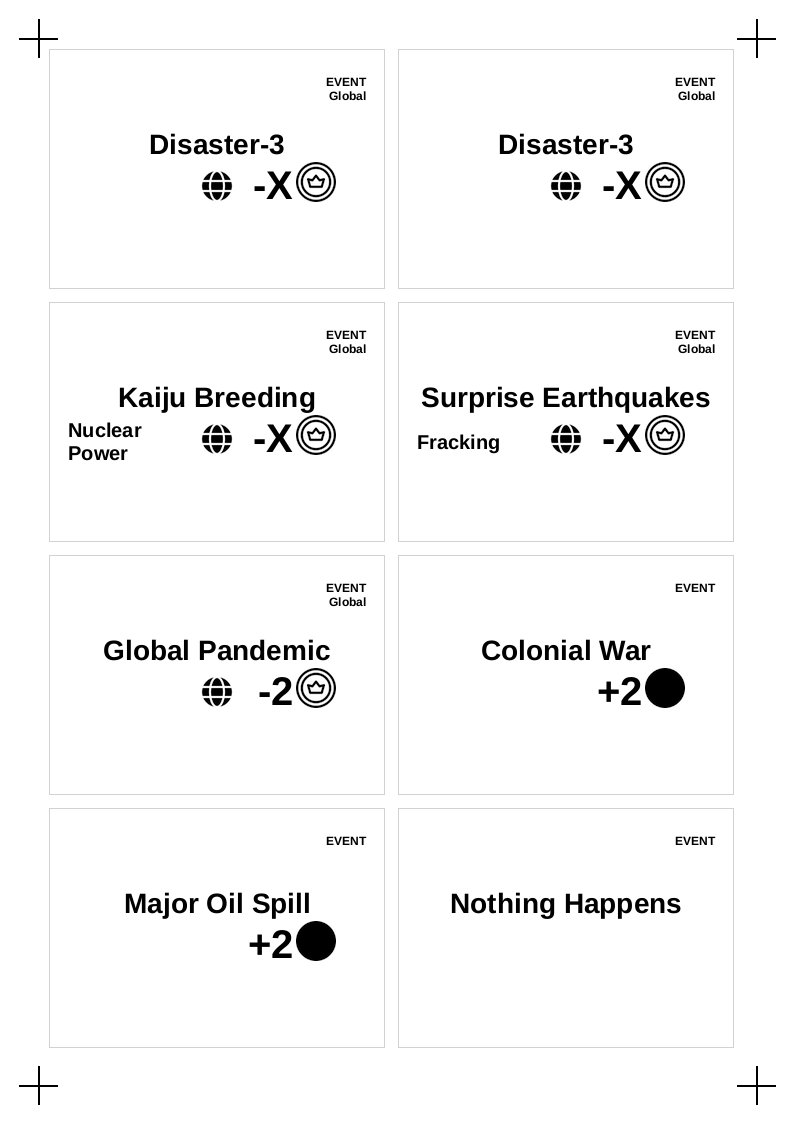 EVENT
Global
Disaster-3
-X
EVENT
Global
Disaster-3
-X
EVENT
Global
Kaiju Breeding
Nuclear
Power
-X
EVENT
Global
Surprise Earthquakes
Fracking
-X
EVENT
Global
Global Pandemic
-2
EVENT
Colonial War
+2
EVENT
Major Oil Spill
+2
EVENT
Nothing Happens